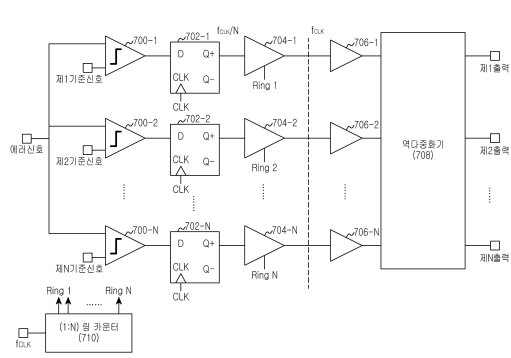 700-1
702-1
fCLK/N
704-1
fCLK
706-1
D Q+
제1기준신호
CLK
Q-
Ring 1
CLK
제1출력
700-2
702-2
704-2
706-2
D Q+
에러신호
제2기준신호
CLK
Q-
Ring 2
CLK
역다중화기
(708)
제2출력
700-N
702-N
704-N
706-N
D Q+
제N기준신호
CLK
Q-
Ring N
CLK
제N출력
Ring 1
......
Ring N
(1:N) 링 카운터
(710)
fCLK